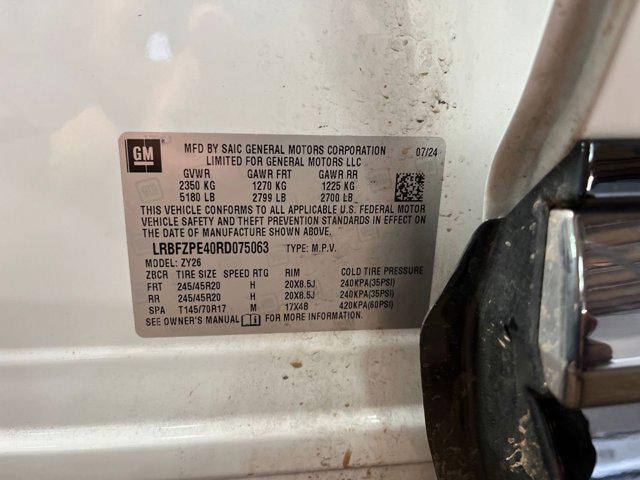 GM
MFD BY SAIC GENERAL MOTORS CORPORATION 07/24
LIMITED FOR GENERAL MOTORS LLC
GVWR GAWR FRT GAWR RR
2350 KG 1270 KG 1225 KG
5180 LB 2799 LB 2700 LB
THIS VEHICLE CONFORMS TO ALL APPLICABLE U.S. FEDERAL MOTOR
VEHICLE SAFETY AND THEFT PREVENTION STANDARDS IN EFFECT ON
THE DATE OF MANUFACTURE SHOWN ABOVE.
LRBFZPE40RD075063 TYPE: M.P.V.
MODEL: ZY26
ZBCR TIRE SIZE SPEED RTG RIM COLD TIRE PRESSURE
FRT 245/45R20 H 20X8.5J 240KPA(35PSI)
RR 245/45R20 H 20X8.5J 240KPA(35PSI)
SPA T145/70R17 M 17X4B 420KPA(60PSI)
SEE OWNER'S MANUAL FOR MORE INFORMATION.